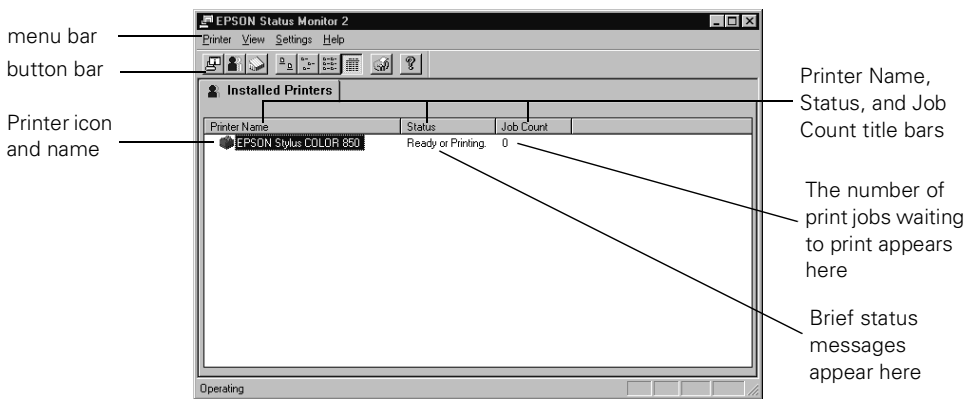 EPSON Status Monitor 2
Printer View Settings Help
Installed Printers
Printer Name Status Job Count
EPSON Stylus COLOR 850 Ready or Printing. 0
Operating
menu bar
button bar
Printer icon
and name
Printer Name,
Status, and Job
Count title bars
The number of
print jobs waiting
to print appears
here
Brief status
messages
appear here